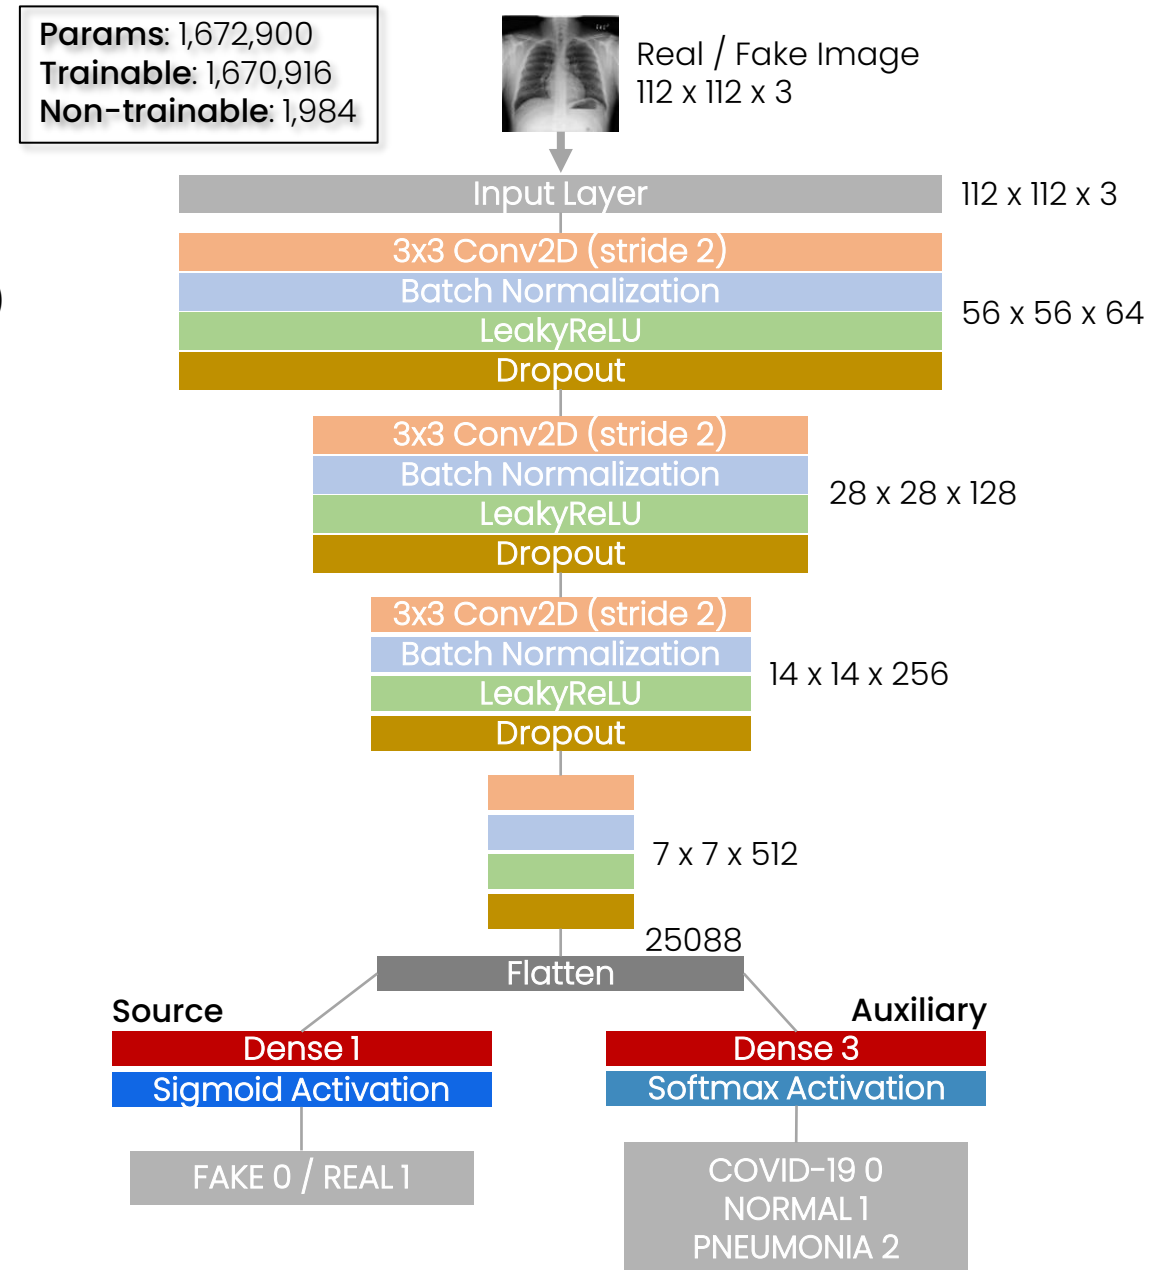 Params: 1,672,900
Trainable: 1,670,916
Non-trainable: 1,984
Real / Fake Image
112 x 112 x 3
Input Layer
112 x 112 x 3
3x3 Conv2D (stride 2)
Batch Normalization
LeakyReLU
Dropout
56 x 56 x 64
3x3 Conv2D (stride 2)
Batch Normalization
LeakyReLU
Dropout
28 x 28 x 128
3x3 Conv2D (stride 2)
Batch Normalization
LeakyReLU
Dropout
14 x 14 x 256
7 x 7 x 512
25088
Flatten
Source
Dense 1
Sigmoid Activation
FAKE 0 / REAL 1
Auxiliary
Dense 3
Softmax Activation
COVID-19 0
NORMAL 1
PNEUMONIA 2